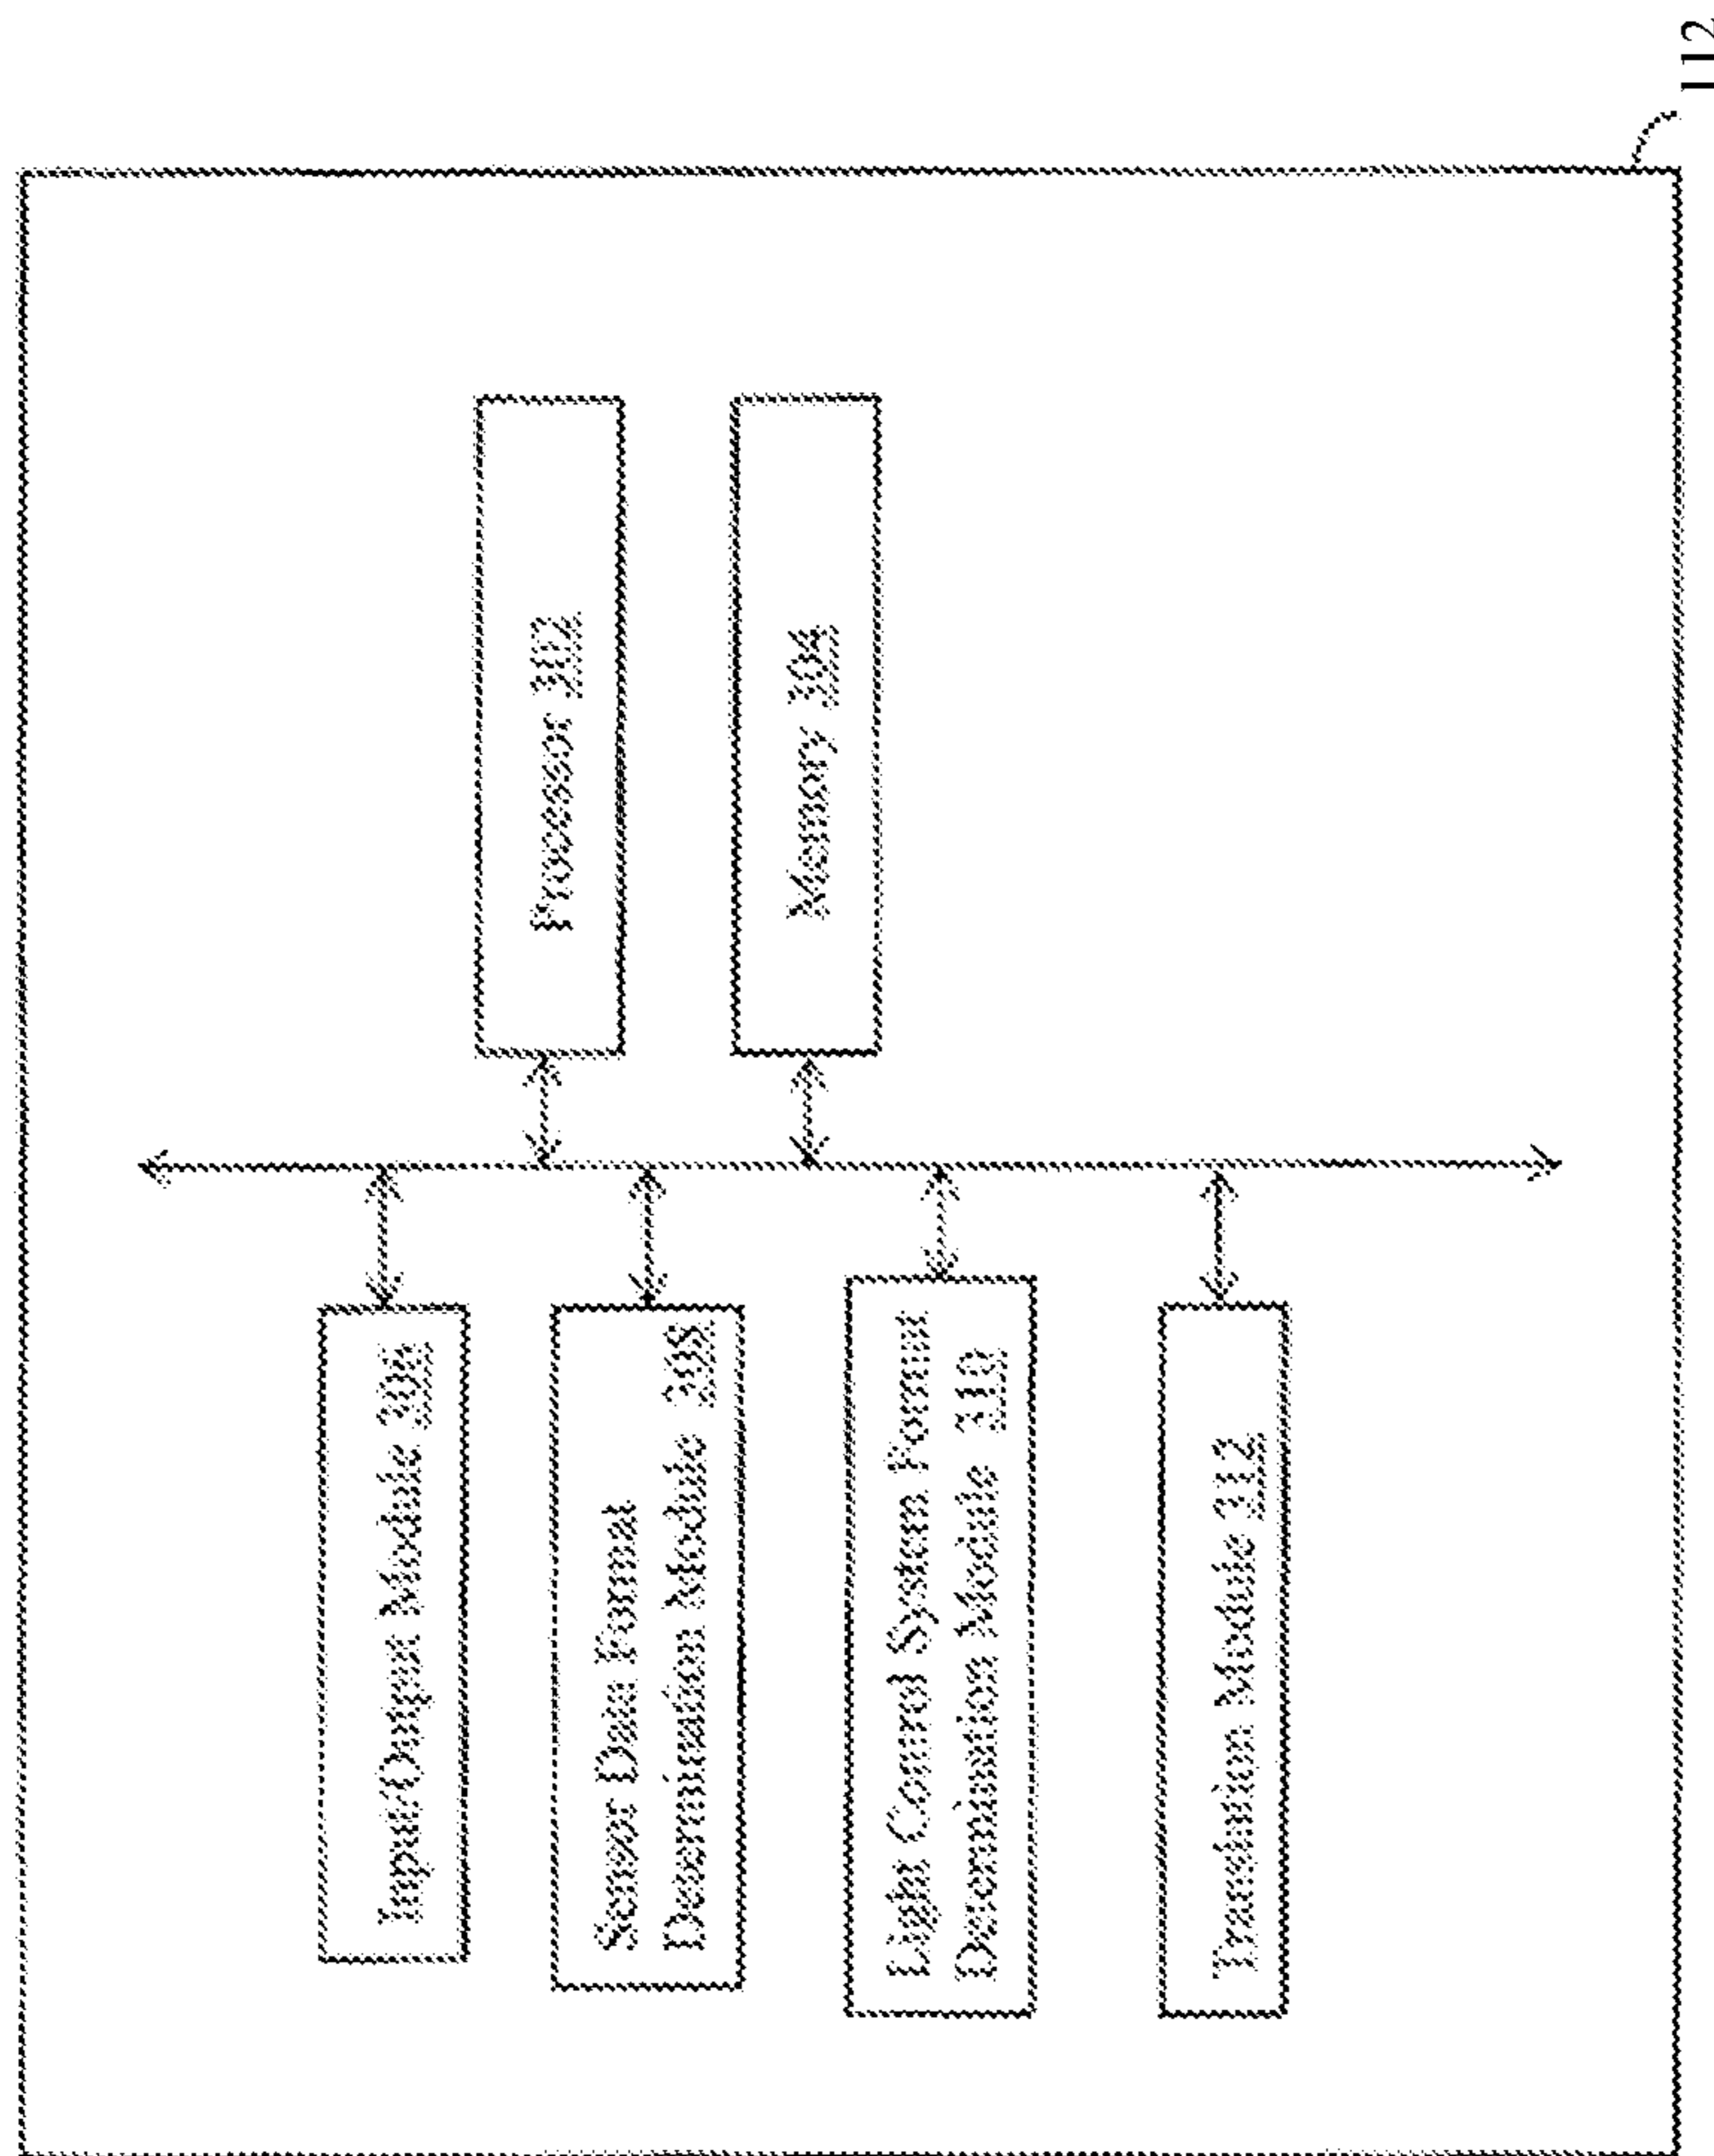 Input/Output Module 306
Sensor Data Format
Determination Module 308
Light Control System Format
Determination Module 310
Translation Module 312
Processor 302
Memory 304
112